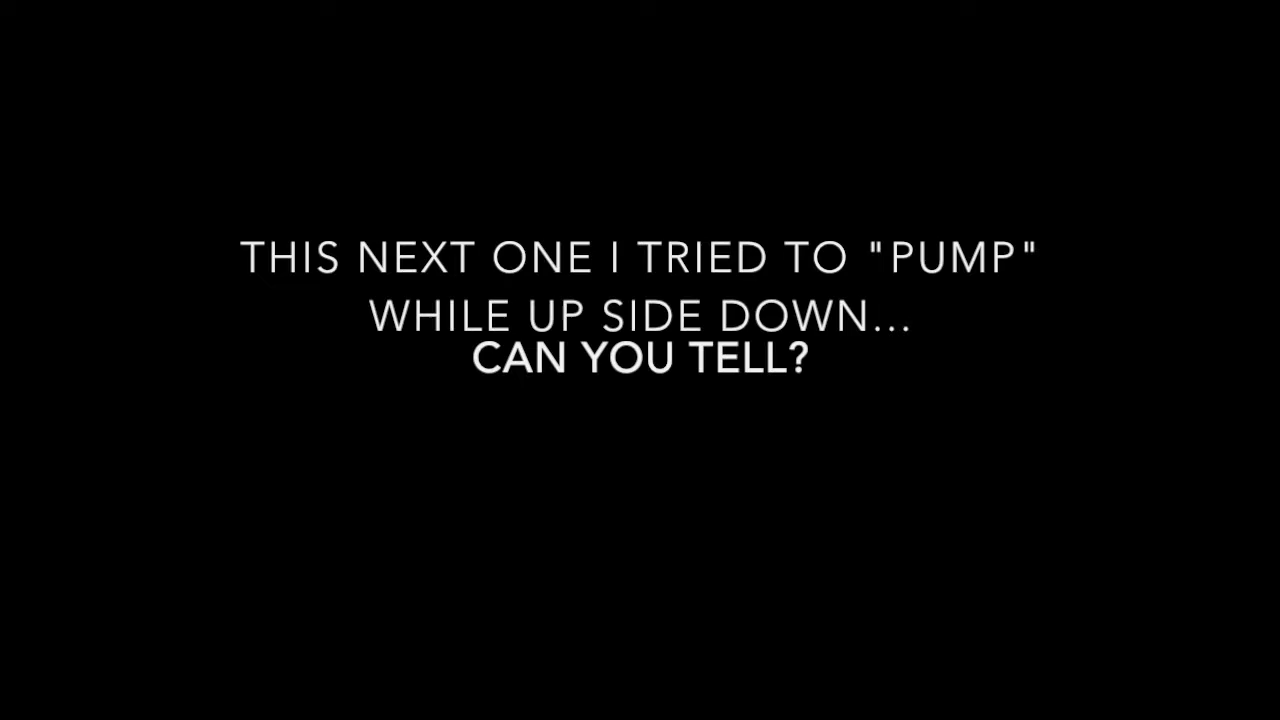 THIS NEXT ONE I TRIED TO "PUMP"
WHILE UP SIDE DOWN...
CAN YOU TELL?